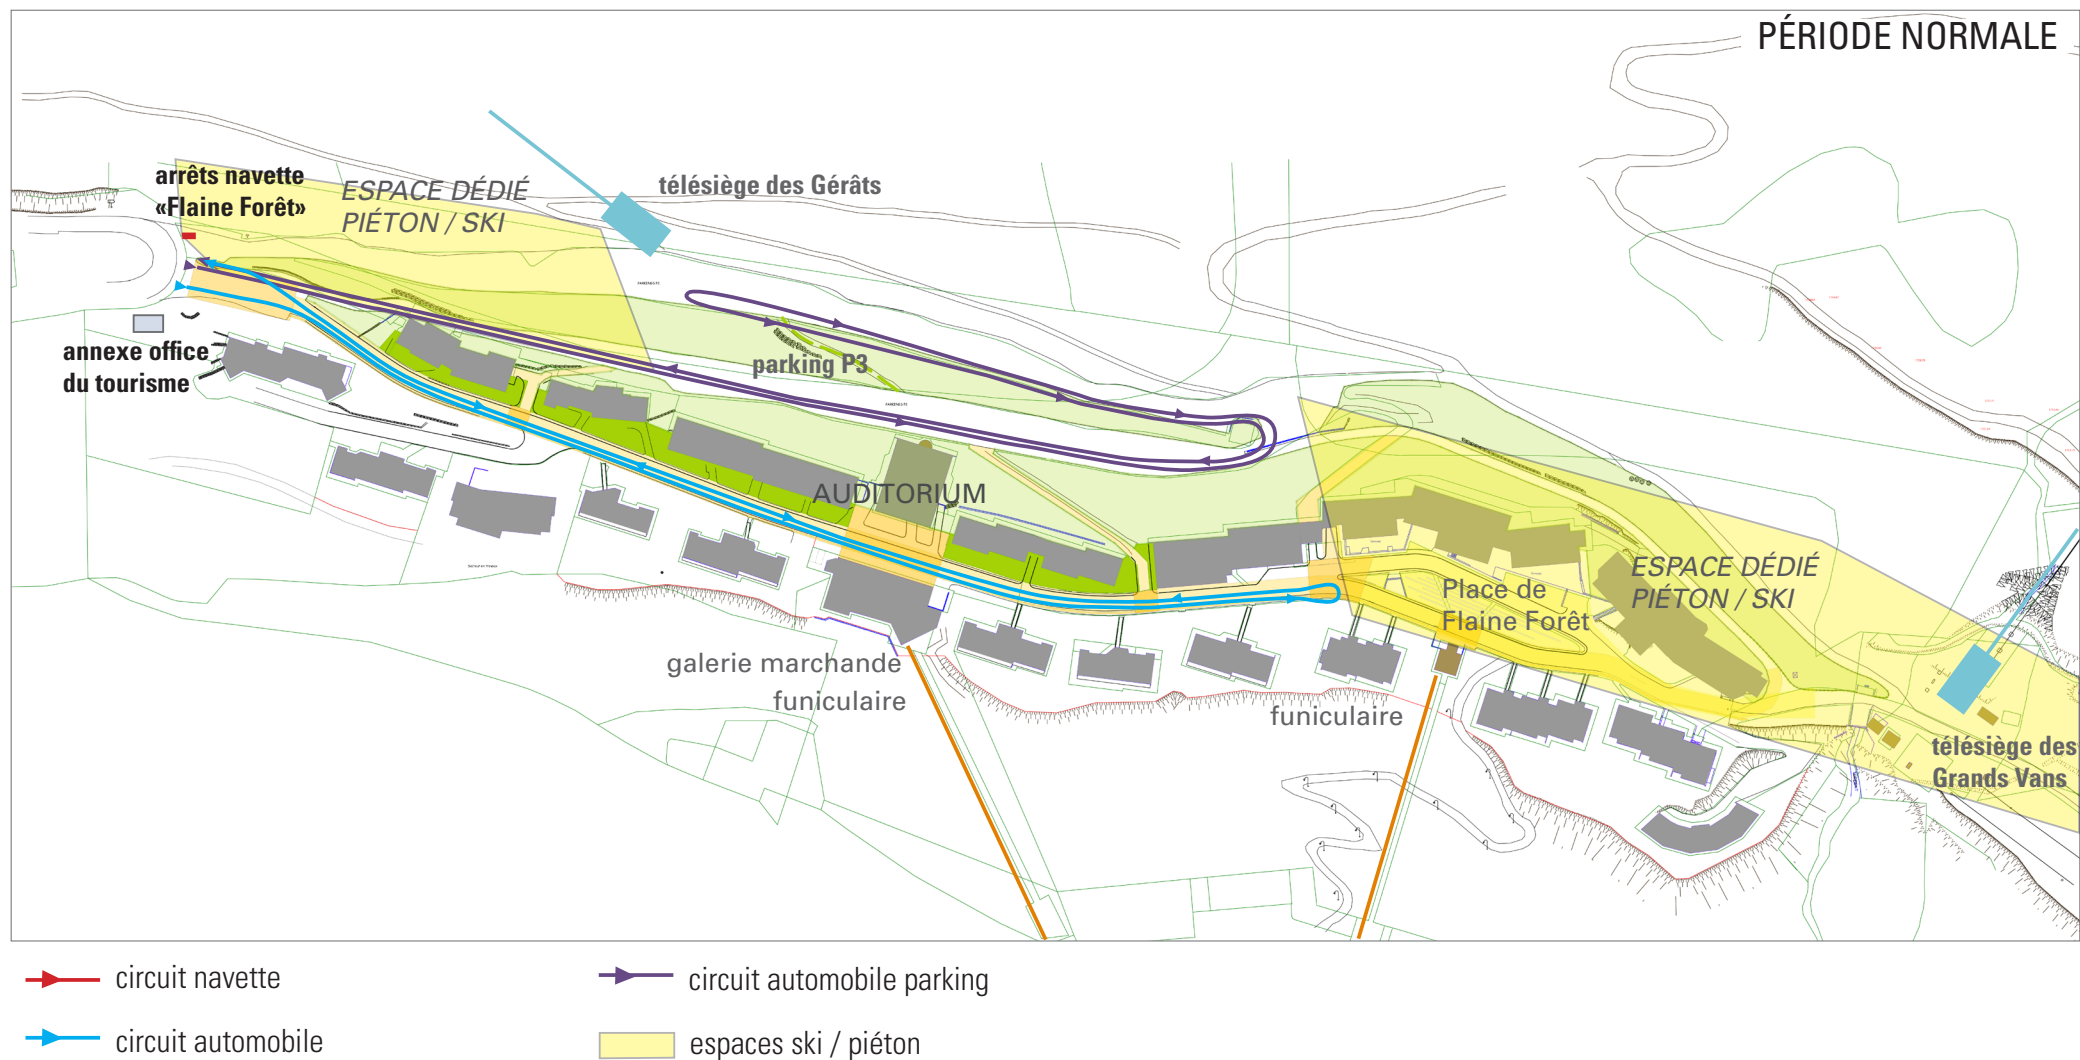 PÉRIODE NORMALE
arrêts navette
«Flaine Forêt»
ESPACE DÉDIÉ
PIÉTON / SKI
télésiège des Gérâts
annexe office
du tourisme
parking P3
AUDITORIUM
ESPACE DÉDIÉ
PIÉTON / SKI
Place de
Flaine Forêt
galerie marchande
funiculaire
funiculaire
télésiège des
Grands Vans
circuit navette
circuit automobile parking
circuit automobile
espaces ski / piéton